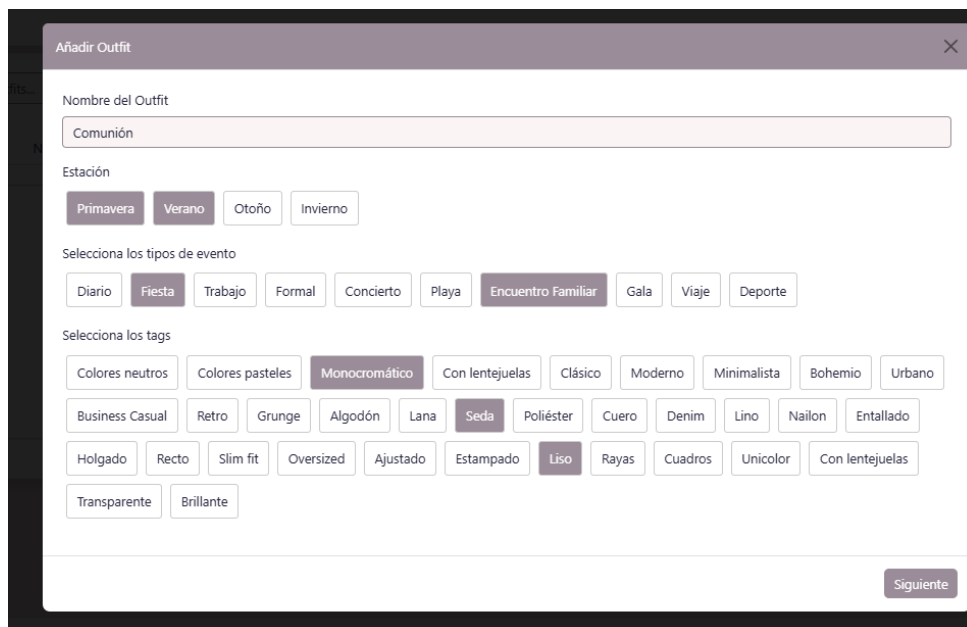 Añadir Outfit
fits...
Nombre del Outfit
Comunión
N
Estación
Primavera Verano Otoño Invierno
Selecciona los tipos de evento
Diario Fiesta Trabajo Formal Concierto Playa Encuentro Familiar Gala Viaje Deporte
Selecciona los tags
Colores neutros Colores pasteles Monocromático Con lentejuelas Clásico Moderno Minimalista Bohemio Urbano
Business Casual Retro Grunge Algodón Lana Seda Poliéster Cuero Denim Lino Nailon Entallado
Holgado Recto Slim fit Oversized Ajustado Estampado Liso Rayas Cuadros Unicolor Con lentejuelas
Transparente Brillante
Siguiente